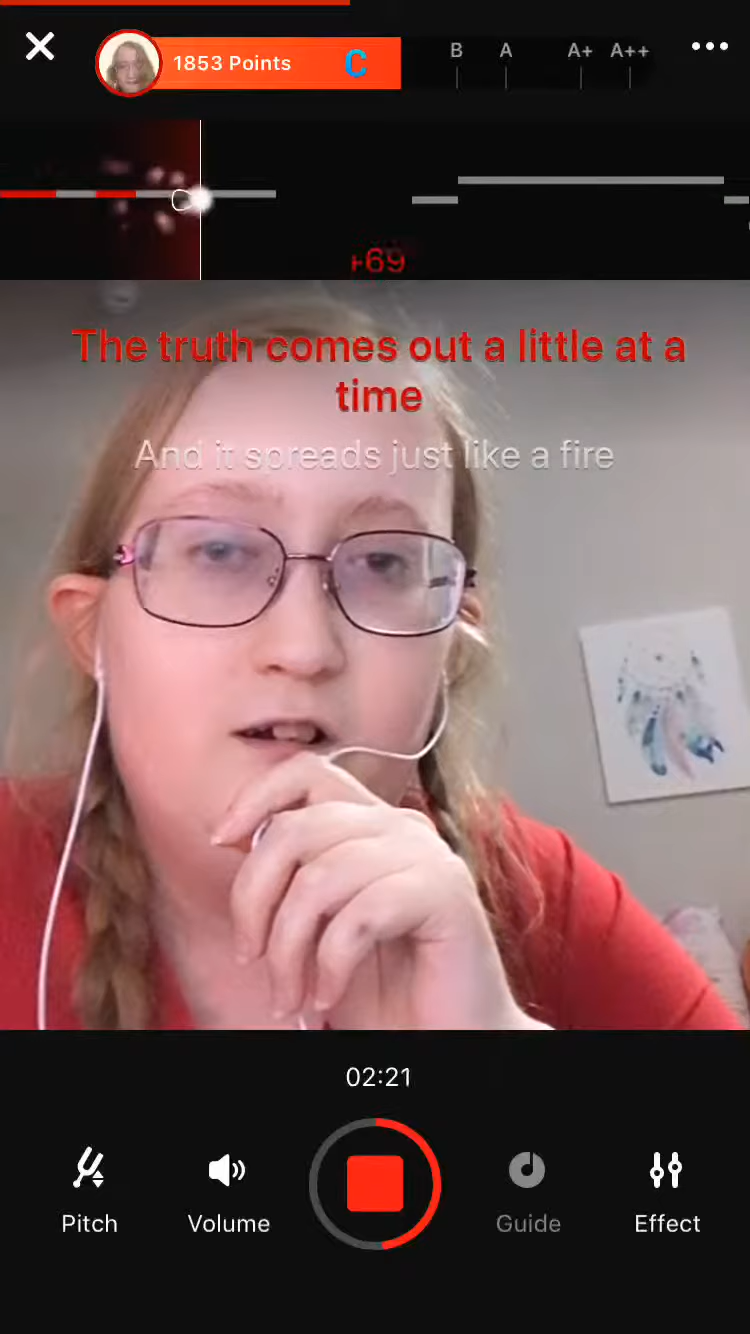 1853 Points
C
B
A
A+
A++
+69
The truth comes out a little at a
time
And it spreads just like a fire
02:21
Pitch
Volume
Guide
Effect